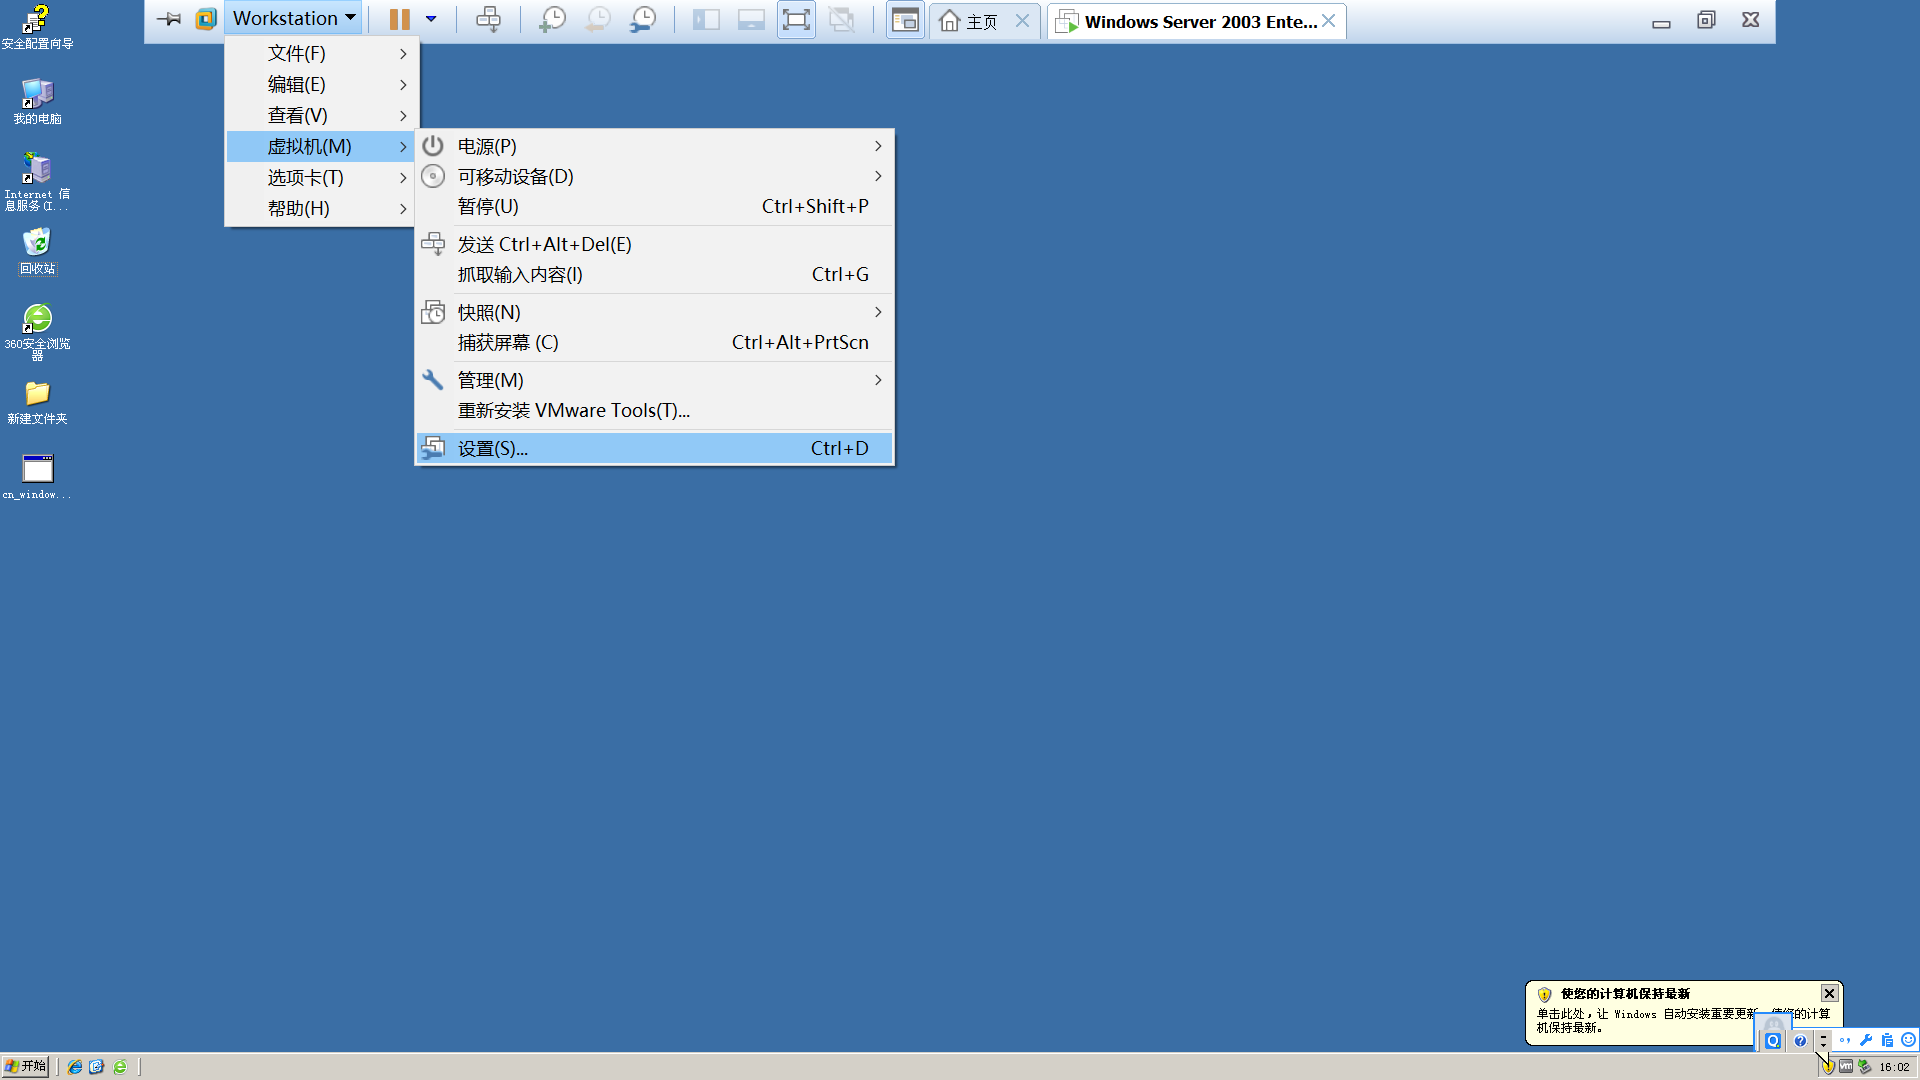 Workstation
主页
Windows Server 2003 Ente...
文件(F)
编辑(E)
查看(V)
虚拟机(M)
选项卡(T)
帮助(H)
电源(P)
可移动设备(D)
暂停(U) Ctrl+Shift+P
发送 Ctrl+Alt+Del(E)
抓取输入内容(I) Ctrl+G
快照(N)
捕获屏幕 (C) Ctrl+Alt+PrtScn
管理(M)
重新安装 VMware Tools(T)...
设置(S)... Ctrl+D
安全配置向导
我的电脑
Internet 信
息服务(I...
回收站
360安全浏览
器
新建文件夹
cn_window...
使您的计算机保持最新
单击此处，让 Windows 自动安装重要更新，使您的计算
机保持最新。
开始
vm
16:02